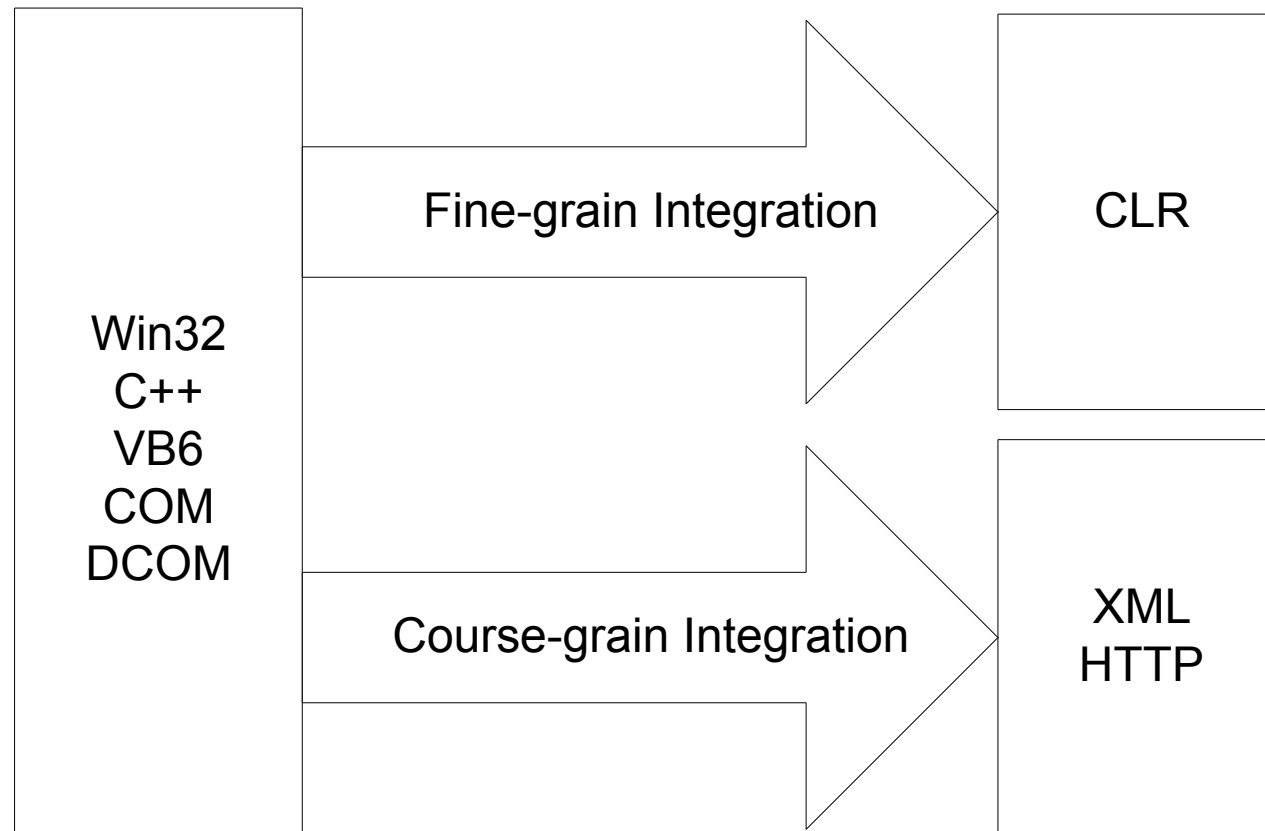 Win32
C++
VB6
COM
DCOM
Fine-grain Integration
CLR
Course-grain Integration
XML
HTTP